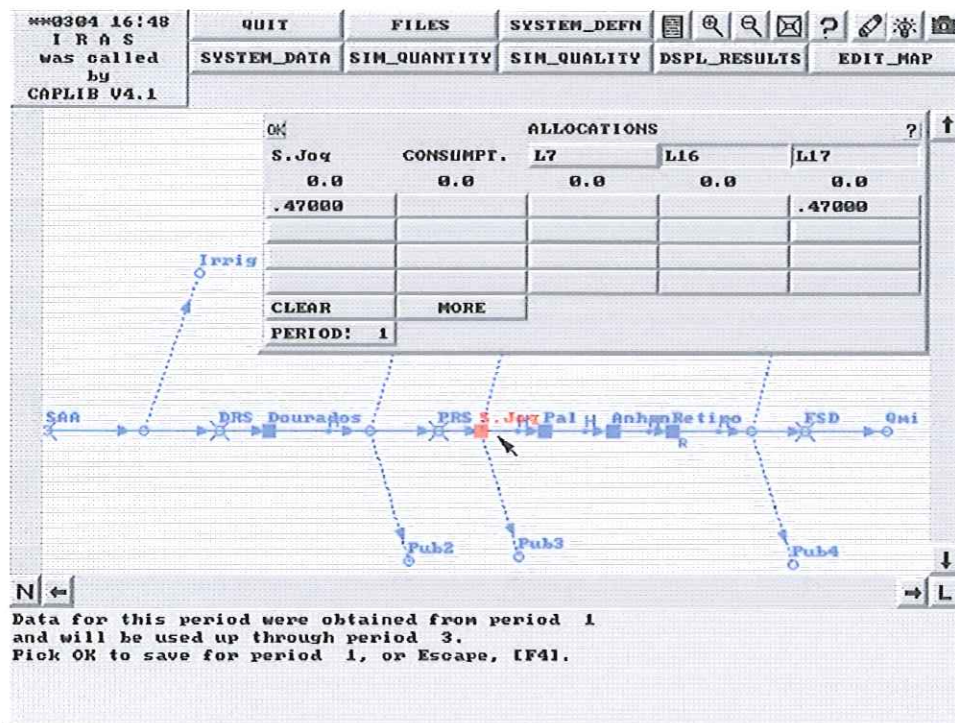 **0304 16:48
I R A S
was called
by
CAPLIB V4.1
QUIT FILES SYSTEM_DEFN ?
SYSTEM_DATA SIM_QUANTITY SIM_QUALITY DSPL_RESULTS EDIT_MAP
OK ALLOCATIONS ?
S.Joq CONSUMPT. L7 L16 L17
0.0 0.0 0.0 0.0 0.0
.47000 .47000
CLEAR MORE
PERIOD: 1
Irrig
SAA DRS Dourados PRS S.Joq Pal H Anhmn Retiro ESD Qmi
R
Pub2 Pub3 Pub4
N L
Data for this period were obtained from period 1
and will be used up through period 3.
Pick OK to save for period 1, or Escape, [F4].